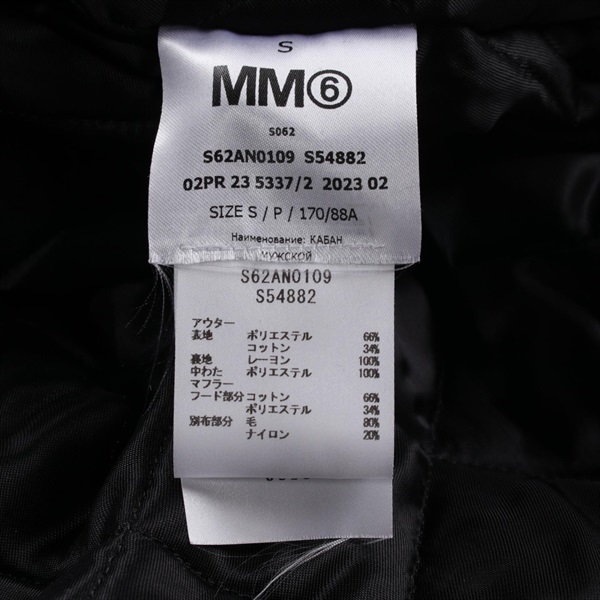 S
MM⑥
S062
S62AN0109 S54882
02PR 23 5337/2 2023 02
SIZE S / P / 170/88A
Наименование: КАБАН
МУЖСКОЙ
S62AN0109
S54882
アウター
表地 ポリエステル 66%
コットン 34%
裏地 レーヨン 100%
中わた ポリエステル 100%
マフラー
フード部分 コットン 66%
ポリエステル 34%
別布部分 毛 80%
ナイロン 20%